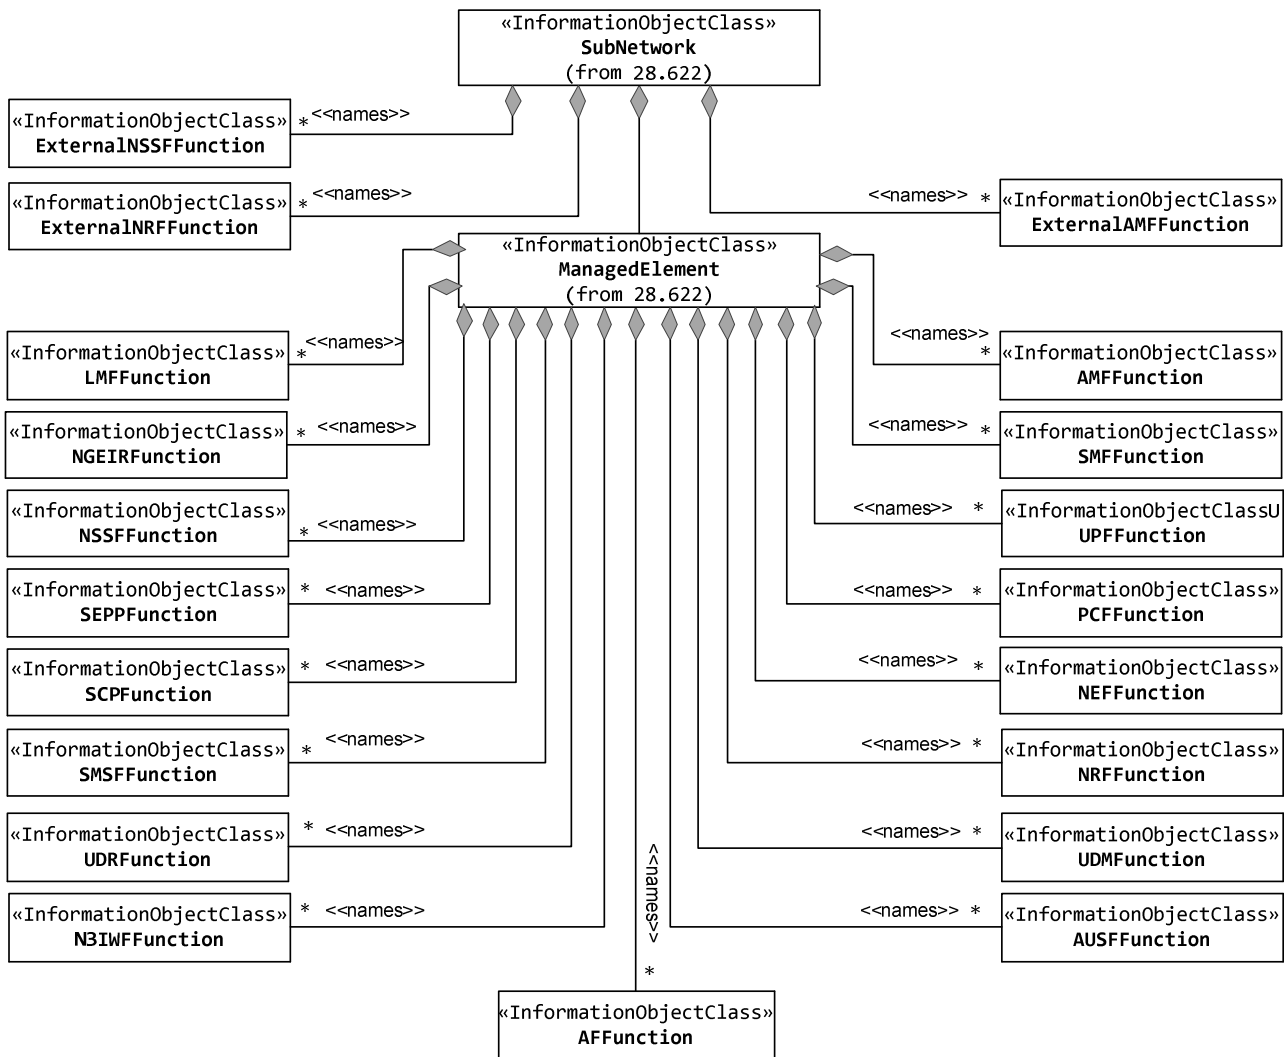 «InformationObjectClass»
SubNetwork
(from 28.622)
«InformationObjectClass»
ExternalNSSFFunction
* <<names>>
«InformationObjectClass»
ExternalNRFFunction
* <<names>>
<<names>> *
«InformationObjectClass»
ExternalAMFFunction
«InformationObjectClass»
ManagedElement
(from 28.622)
«InformationObjectClass»
LMFFunction
* <<names>>
<<names>>
*
«InformationObjectClass»
AMFFunction
«InformationObjectClass»
NGEIRFunction
* <<names>>
<<names>> *
«InformationObjectClass»
SMFFunction
«InformationObjectClass»
NSSFFunction
* <<names>>
<<names>> *
«InformationObjectClassU
UPFFunction
«InformationObjectClass»
SEPPFunction
* <<names>>
<<names>> *
«InformationObjectClass»
PCFFunction
«InformationObjectClass»
SCPFunction
* <<names>>
<<names>> *
«InformationObjectClass»
NEFFunction
«InformationObjectClass»
SMSFFunction
* <<names>>
<<names>> *
«InformationObjectClass»
NRFFunction
«InformationObjectClass»
UDRFunction
* <<names>>
<<names>> *
«InformationObjectClass»
UDMFunction
«InformationObjectClass»
N3IWFFunction
* <<names>>
<<names>> *
«InformationObjectClass»
AUSFFunction
<<names>>
*
«InformationObjectClass»
AFFunction